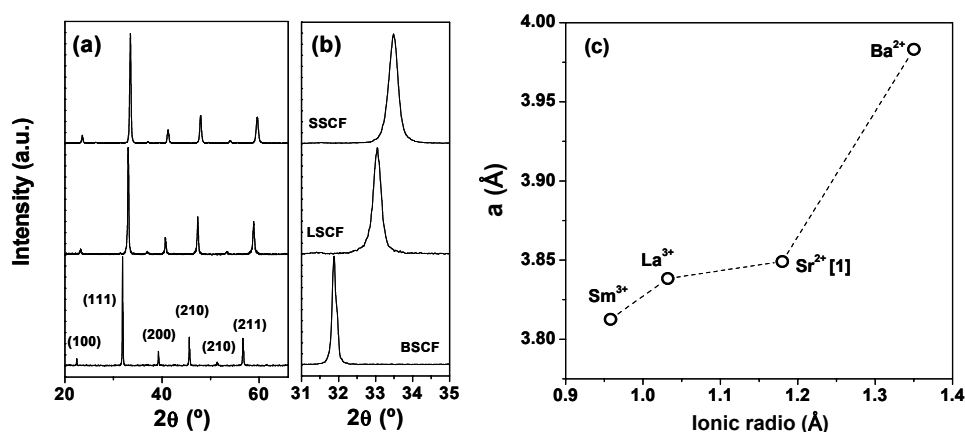 (a)
(b)
(c)
Intensity (a.u.)
SSCF
LSCF
BSCF
(100)
(111)
(200)
(210)
(210)
(211)
20
40
60
2θ (º)
31
32
33
34
35
2θ (º)
4.00
3.95
3.90
3.85
3.80
a (Å)
Sm³⁺
La³⁺
Sr²⁺ [1]
Ba²⁺
0.9
1.0
1.1
1.2
1.3
1.4
Ionic radio (Å)